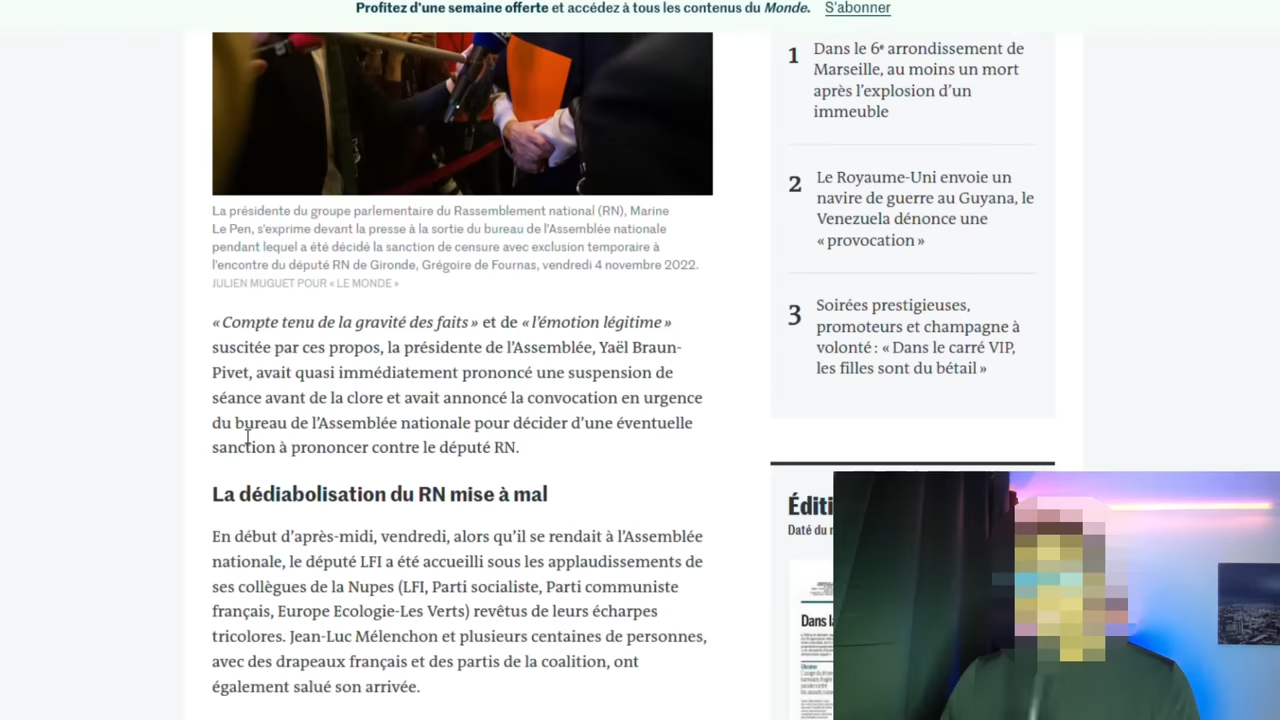 Profitez d'une semaine offerte et accédez à tous les contenus du Monde. S'abonner
La présidente du groupe parlementaire du Rassemblement national (RN), Marine
Le Pen, s'exprime devant la presse à la sortie du bureau de l'Assemblée nationale
pendant lequel a été décidé la sanction de censure avec exclusion temporaire à
l'encontre du député RN de Gironde, Grégoire de Fournas, vendredi 4 novembre 2022.
JULIEN MUGUET POUR « LE MONDE »
« Compte tenu de la gravité des faits » et de « l'émotion légitime »
suscitée par ces propos, la présidente de l'Assemblée, Yaël Braun-
Pivet, avait quasi immédiatement prononcé une suspension de
séance avant de la clore et avait annoncé la convocation en urgence
du bureau de l'Assemblée nationale pour décider d'une éventuelle
sanction à prononcer contre le député RN.
La dédiabolisation du RN mise à mal
En début d'après-midi, vendredi, alors qu'il se rendait à l'Assemblée
nationale, le député LFI a été accueilli sous les applaudissements de
ses collègues de la Nupes (LFI, Parti socialiste, Parti communiste
français, Europe Ecologie-Les Verts) revêtus de leurs écharpes
tricolores. Jean-Luc Mélenchon et plusieurs centaines de personnes,
avec des drapeaux français et des partis de la coalition, ont
également salué son arrivée.
1 Dans le 6e arrondissement de
Marseille, au moins un mort
après l'explosion d'un
immeuble
2 Le Royaume-Uni envoie un
navire de guerre au Guyana, le
Venezuela dénonce une
« provocation »
3 Soirées prestigieuses,
promoteurs et champagne à
volonté : « Dans le carré VIP,
les filles sont du bétail »
Éditi
Daté du
Dans l